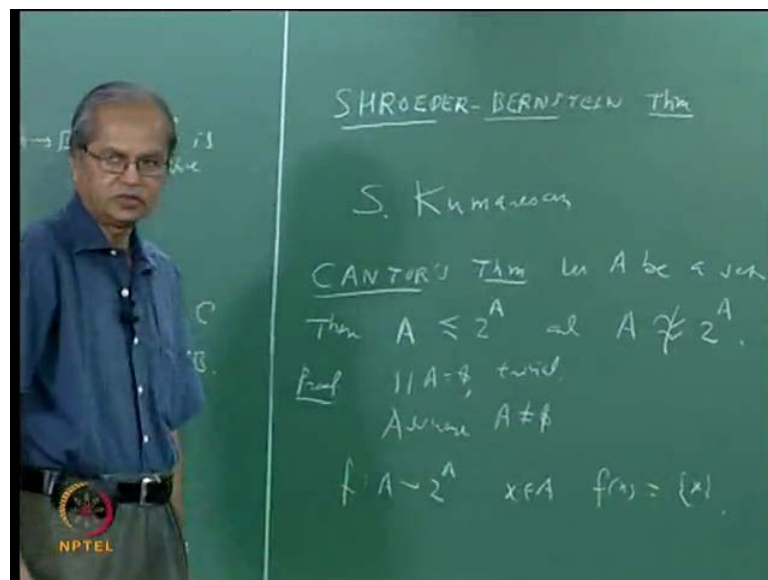 SHROEDER-BERNSTEIN Thm
S. Kumaresan
CANTOR'S Thm Let A be a set
Then A ≤ 2^A and A ≁ 2^A.
Proof If A = ϕ, trivial.
Assume A ≠ ϕ
f: A → 2^A x ∈ A f(x) = {x}.
is
C
B.
NPTEL